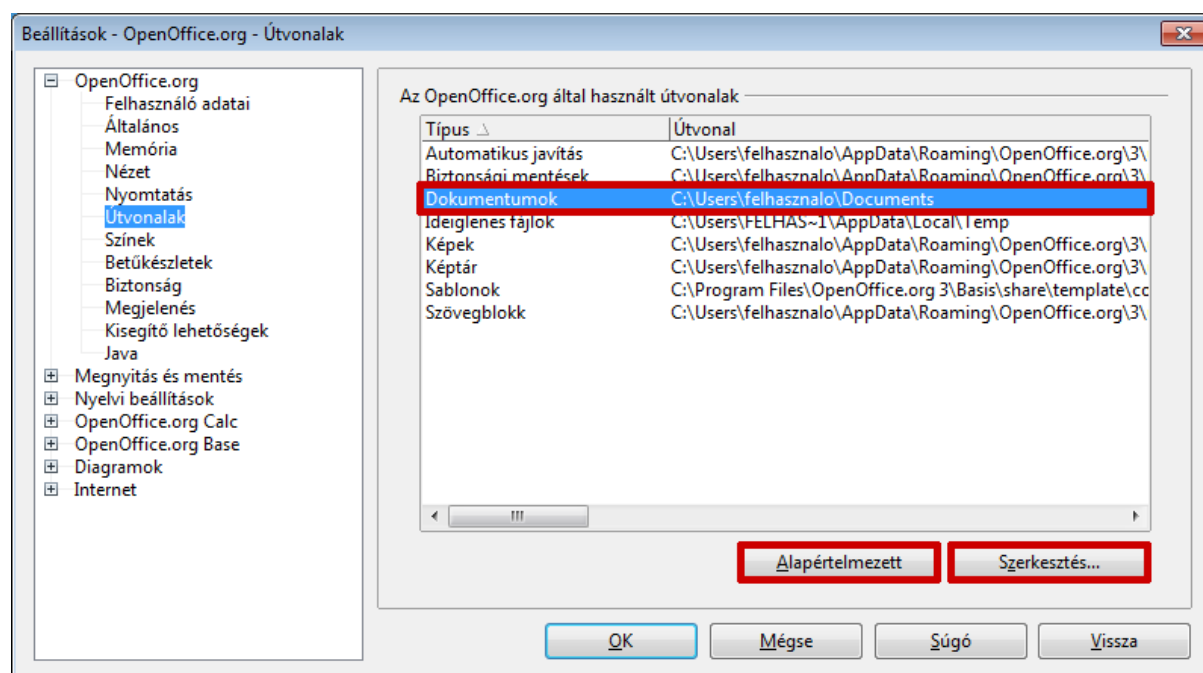 Beállítások - OpenOffice.org - Útvonalak
OpenOffice.org
Felhasználó adatai
Általános
Memória
Nézet
Nyomtatás
Útvonalak
Színek
Betűkészletek
Biztonság
Megjelenés
Kisegítő lehetőségek
Java
Megnyitás és mentés
Nyelvi beállítások
OpenOffice.org Calc
OpenOffice.org Base
Diagramok
Internet
Az OpenOffice.org által használt útvonalak
Típus Útvonal
Automatikus javítás C:\Users\felhasznalo\AppData\Roaming\OpenOffice.org\3\
Biztonsági mentések C:\Users\felhasznalo\AppData\Roaming\OpenOffice.org\3\
Dokumentumok C:\Users\felhasznalo\Documents
Ideiglenes fájlok C:\Users\FELHAS~1\AppData\Local\Temp
Képek C:\Users\felhasznalo\AppData\Roaming\OpenOffice.org\3\
Képtár C:\Users\felhasznalo\AppData\Roaming\OpenOffice.org\3\
Sablonok C:\Program Files\OpenOffice.org 3\Basis\share\template\cc
Szövegblokk C:\Users\felhasznalo\AppData\Roaming\OpenOffice.org\3\
Alapértelmezett Szerkesztés...
OK Mégse Súgó Vissza